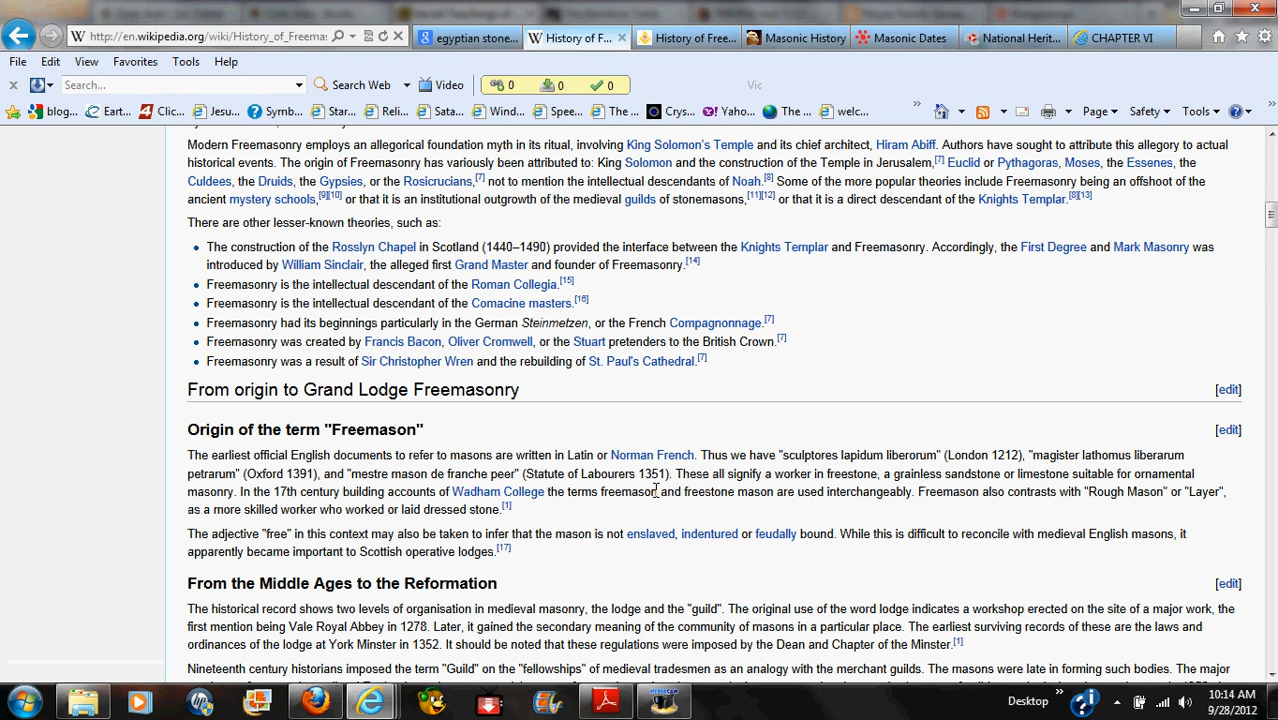 http://en.wikipedia.org/wiki/History_of_Freema:
egyptian stone...
History of F...
History of Free...
Masonic History
Masonic Dates
National Herit...
CHAPTER VI
File Edit View Favorites Tools Help
Search...
Search Web
Video
0 0 0
Vic
blog... Eart... Clic... Jesu... Symb... Star... Reli... Sata... Wind... Spee... The ... Crys... Yaho... The ... welc...
Page Safety Tools
Modern Freemasonry employs an allegorical foundation myth in its ritual, involving King Solomon's Temple and its chief architect, Hiram Abiff. Authors have sought to attribute this allegory to actual
historical events. The origin of Freemasonry has variously been attributed to: King Solomon and the construction of the Temple in Jerusalem,[7] Euclid or Pythagoras, Moses, the Essenes, the
Culdees, the Druids, the Gypsies, or the Rosicrucians,[7] not to mention the intellectual descendants of Noah.[8] Some of the more popular theories include Freemasonry being an offshoot of the
ancient mystery schools,[9][10] or that it is an institutional outgrowth of the medieval guilds of stonemasons,[11][12] or that it is a direct descendant of the Knights Templar.[8][13]
There are other lesser-known theories, such as:
• The construction of the Rosslyn Chapel in Scotland (1440–1490) provided the interface between the Knights Templar and Freemasonry. Accordingly, the First Degree and Mark Masonry was
introduced by William Sinclair, the alleged first Grand Master and founder of Freemasonry.[14]
• Freemasonry is the intellectual descendant of the Roman Collegia.[15]
• Freemasonry is the intellectual descendant of the Comacine masters.[16]
• Freemasonry had its beginnings particularly in the German Steinmetzen, or the French Compagnonnage.[7]
• Freemasonry was created by Francis Bacon, Oliver Cromwell, or the Stuart pretenders to the British Crown.[7]
• Freemasonry was a result of Sir Christopher Wren and the rebuilding of St. Paul's Cathedral.[7]
From origin to Grand Lodge Freemasonry [edit]
Origin of the term "Freemason" [edit]
The earliest official English documents to refer to masons are written in Latin or Norman French. Thus we have "sculptores lapidum liberorum" (London 1212), "magister lathomus liberarum
petrarum" (Oxford 1391), and "mestre mason de franche peer" (Statute of Labourers 1351). These all signify a worker in freestone, a grainless sandstone or limestone suitable for ornamental
masonry. In the 17th century building accounts of Wadham College the terms freemason and freestone mason are used interchangeably. Freemason also contrasts with "Rough Mason" or "Layer",
as a more skilled worker who worked or laid dressed stone.[1]
The adjective "free" in this context may also be taken to infer that the mason is not enslaved, indentured or feudally bound. While this is difficult to reconcile with medieval English masons, it
apparently became important to Scottish operative lodges.[17]
From the Middle Ages to the Reformation [edit]
The historical record shows two levels of organisation in medieval masonry, the lodge and the "guild". The original use of the word lodge indicates a workshop erected on the site of a major work, the
first mention being Vale Royal Abbey in 1278. Later, it gained the secondary meaning of the community of masons in a particular place. The earliest surviving records of these are the laws and
ordinances of the lodge at York Minster in 1352. It should be noted that these regulations were imposed by the Dean and Chapter of the Minster.[1]
Nineteenth century historians imposed the term "Guild" on the "fellowships" of medieval tradesmen as an analogy with the merchant guilds. The masons were late in forming such bodies. The major
Desktop
10:14 AM
9/28/2012